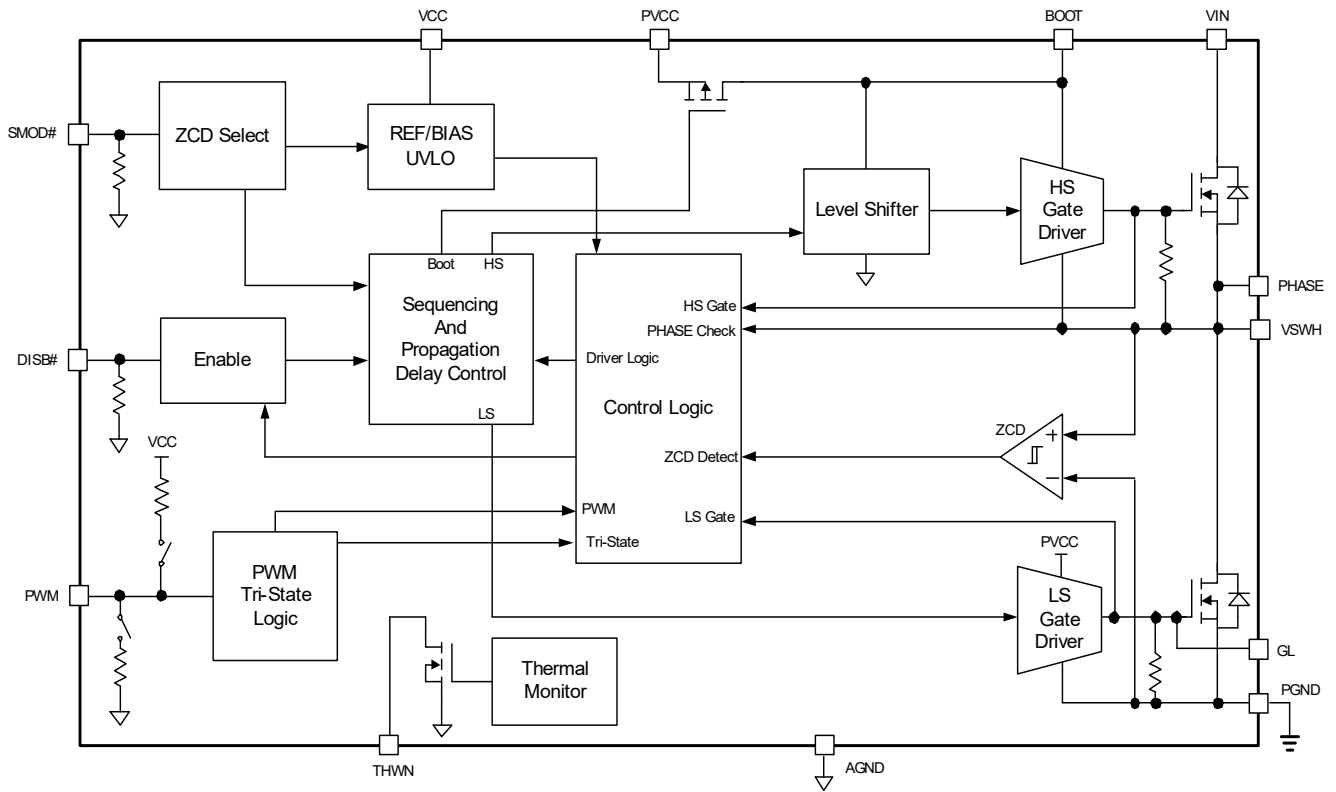 VCC
PVCC
BOOT
VIN
SMOD#
ZCD Select
REF/BIAS
UVLO
Level Shifter
HS
Gate
Driver
Boot
HS
Sequencing
And
Propagation
Delay Control
LS
HS Gate
PHASE Check
Driver Logic
Control Logic
ZCD Detect
PWM
LS Gate
Tri-State
PHASE
VSWH
DISB#
Enable
ZCD
+
−
VCC
PWM
PWM
Tri-State
Logic
PVCC
LS
Gate
Driver
GL
PGND
Thermal
Monitor
THWN
AGND